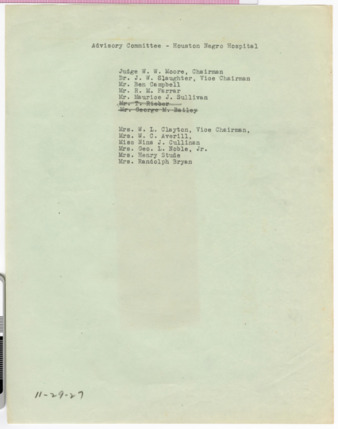 Advisory Committee - Houston Negro Hospital
Judge W. W. Moore, Chairman
Dr. J. W. Slaughter, Vice Chairman
Mr. Ben Campbell
Mr. R. M. Farrar
Mr. Maurice J. Sullivan
Mr. T. Rieber
Mr. George M. Bailey
Mrs. W. L. Clayton, Vice Chairman,
Mrs. W. C. Averill,
Miss Nina J. Cullinan
Mrs. Geo. L. Noble, Jr.
Mrs. Henry Stude
Mrs. Randolph Bryan
11-29-27